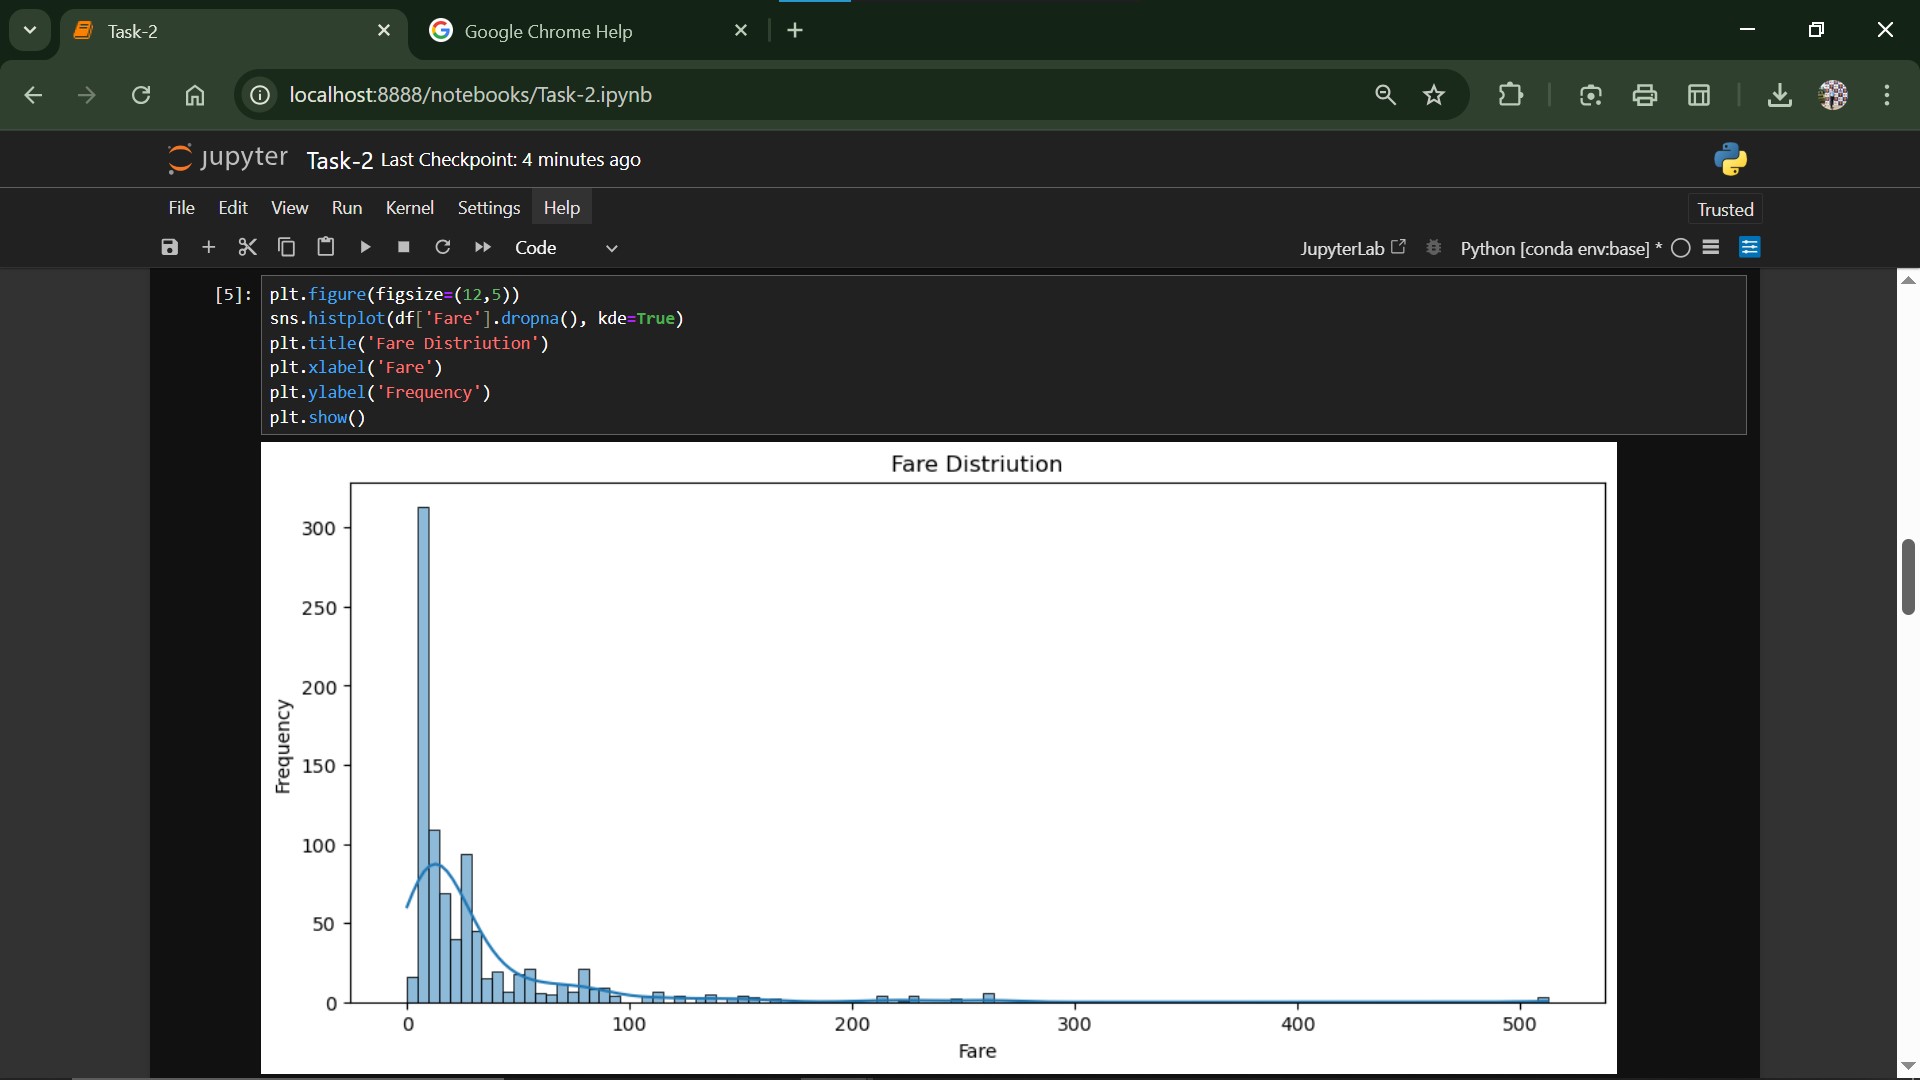 Task-2
Google Chrome Help
localhost:8888/notebooks/Task-2.ipynb
jupyter Task-2 Last Checkpoint: 4 minutes ago
File Edit View Run Kernel Settings Help
Trusted
Code
JupyterLab
Python [conda env:base] *
[5]: plt.figure(figsize=(12,5))
sns.histplot(df['Fare'].dropna(), kde=True)
plt.title('Fare Distriution')
plt.xlabel('Fare')
plt.ylabel('Frequency')
plt.show()
Fare Distriution
300
250
200
150
100
50
0
Frequency
0 100 200 300 400 500
Fare